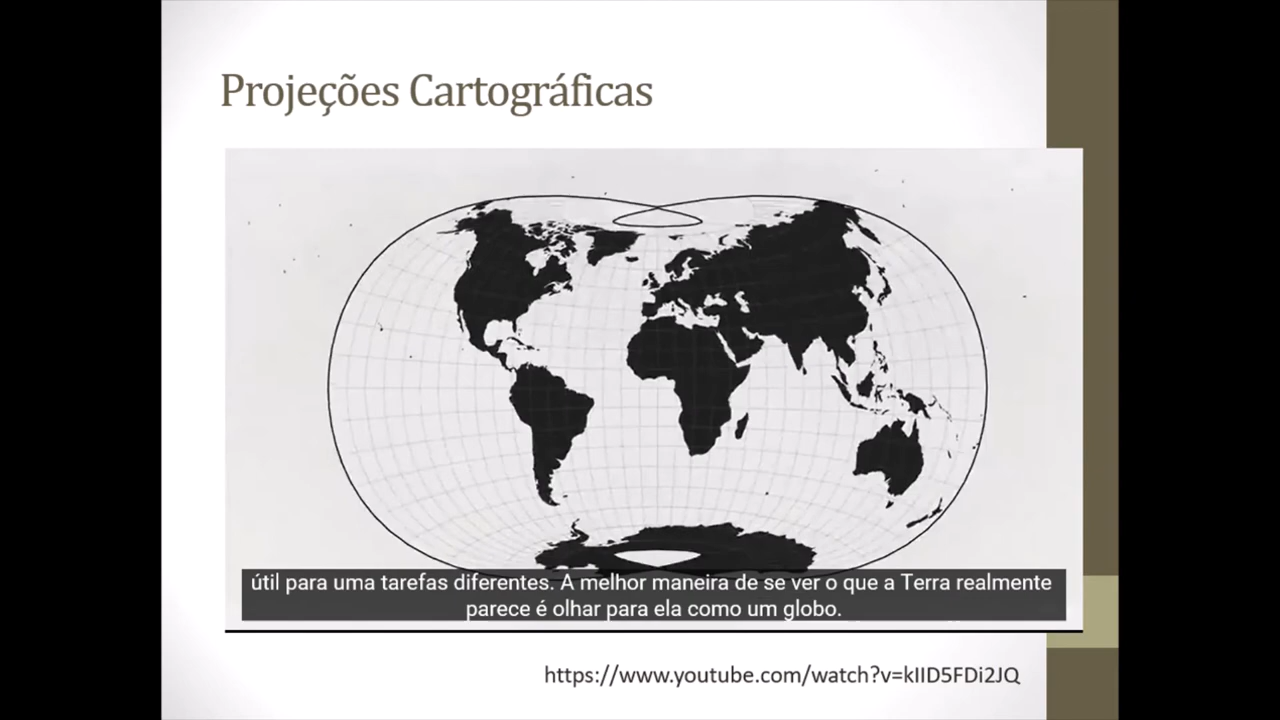 Projeções Cartográficas
útil para uma tarefas diferentes. A melhor maneira de se ver o que a Terra realmente
parece é olhar para ela como um globo.
https://www.youtube.com/watch?v=kIID5FDi2JQ